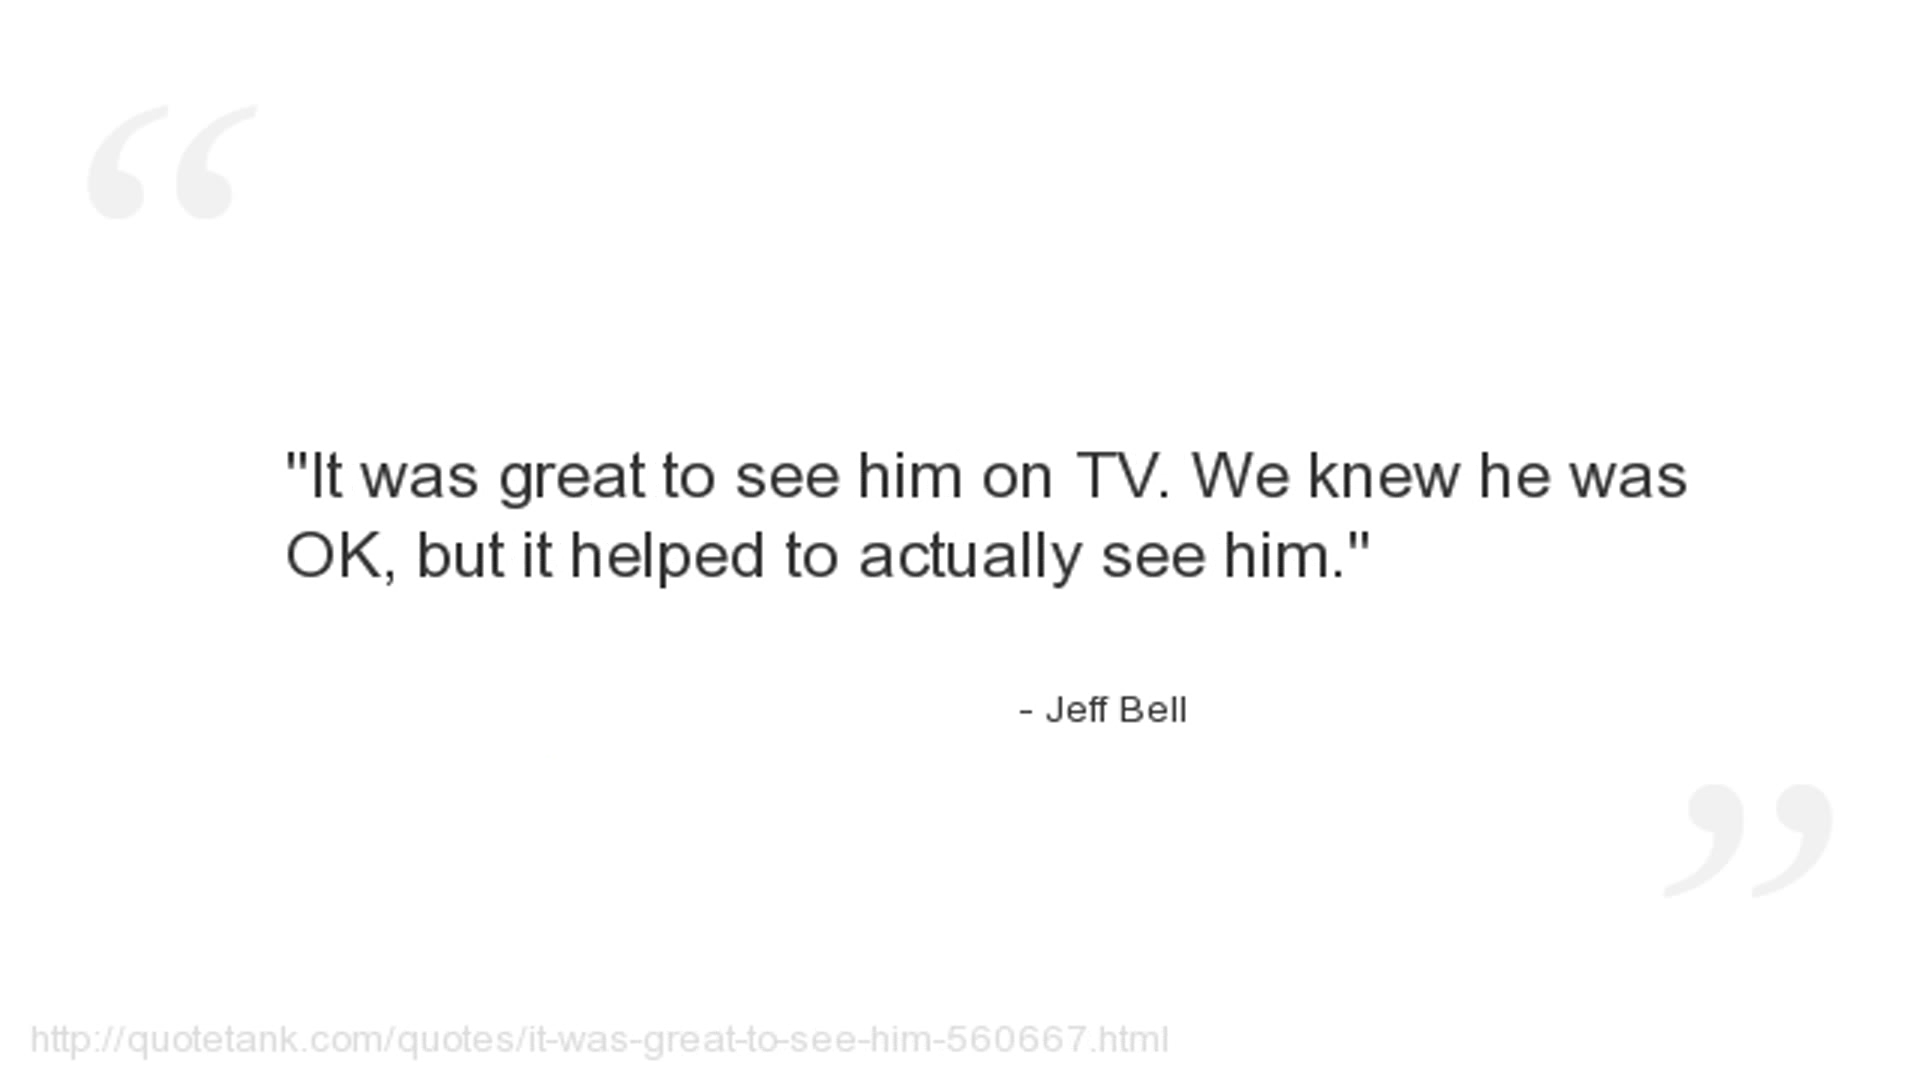 "It was great to see him on TV. We knew he was
OK, but it helped to actually see him."
- Jeff Bell
http://quotetank.com/quotes/it-was-great-to-see-him-560667.html